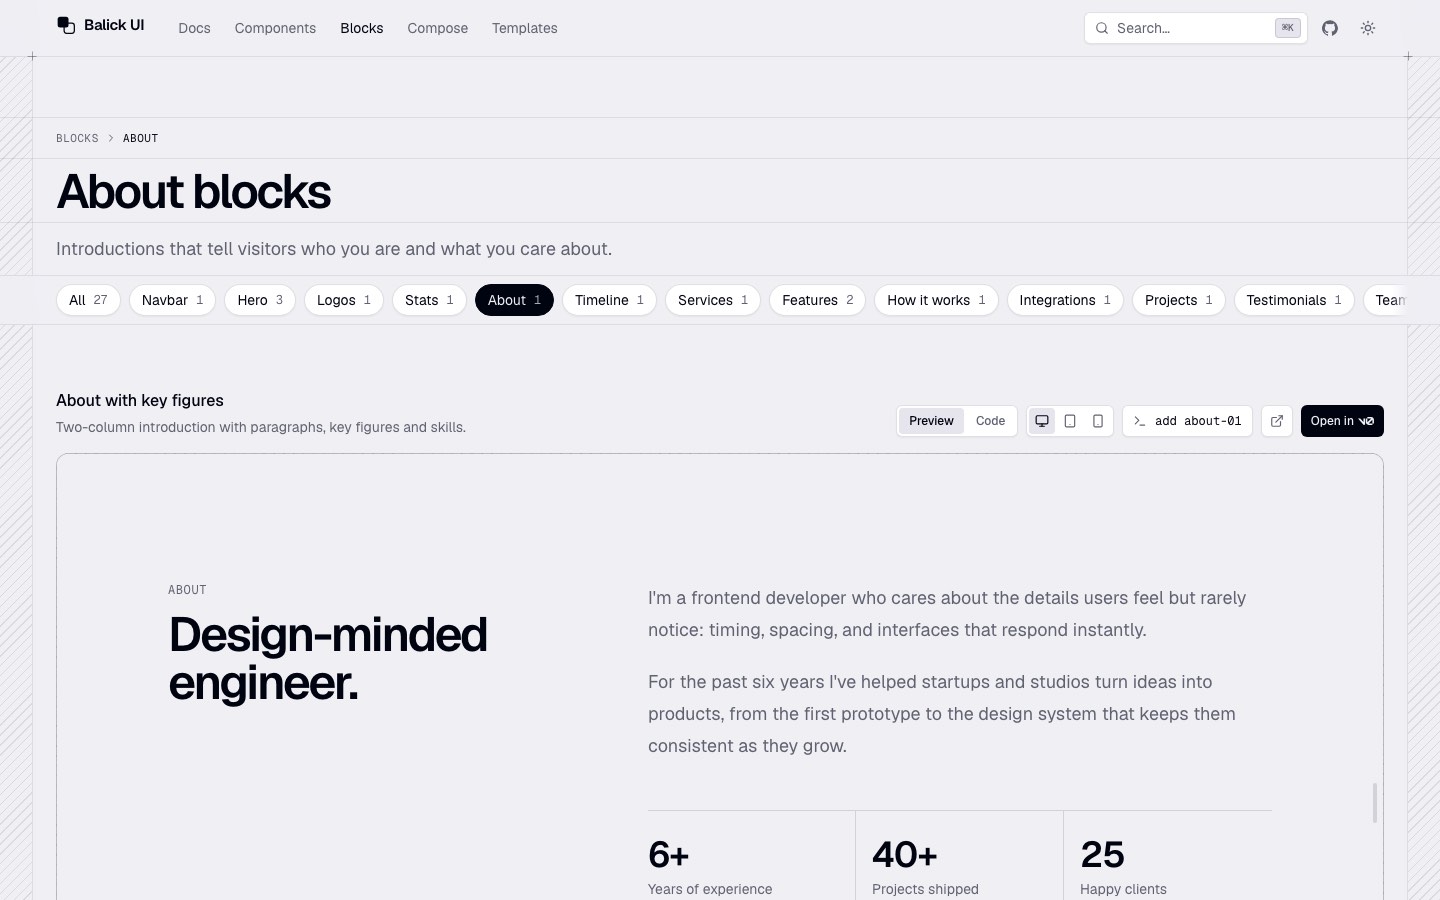 Balick UI
Docs
Components
Blocks
Compose
Templates
Search...
⌘K
BLOCKS > ABOUT
About blocks
Introductions that tell visitors who you are and what you care about.
All 27
Navbar 1
Hero 3
Logos 1
Stats 1
About 1
Timeline 1
Services 1
Features 2
How it works 1
Integrations 1
Projects 1
Testimonials 1
Team
About with key figures
Two-column introduction with paragraphs, key figures and skills.
Preview
Code
>_ add about-01
Open in v0
ABOUT
Design-minded
engineer.
I'm a frontend developer who cares about the details users feel but rarely
notice: timing, spacing, and interfaces that respond instantly.
For the past six years I've helped startups and studios turn ideas into
products, from the first prototype to the design system that keeps them
consistent as they grow.
6+
Years of experience
40+
Projects shipped
25
Happy clients